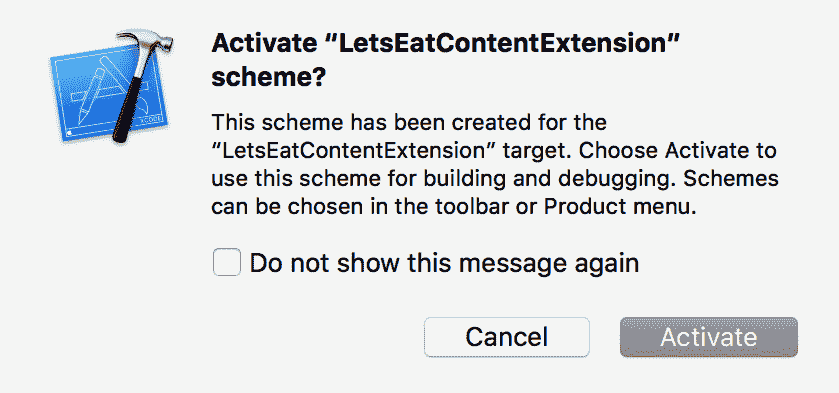 Activate “LetsEatContentExtension”
scheme?
This scheme has been created for the
“LetsEatContentExtension” target. Choose Activate to
use this scheme for building and debugging. Schemes
can be chosen in the toolbar or Product menu.
Do not show this message again
Cancel
Activate
XCODE